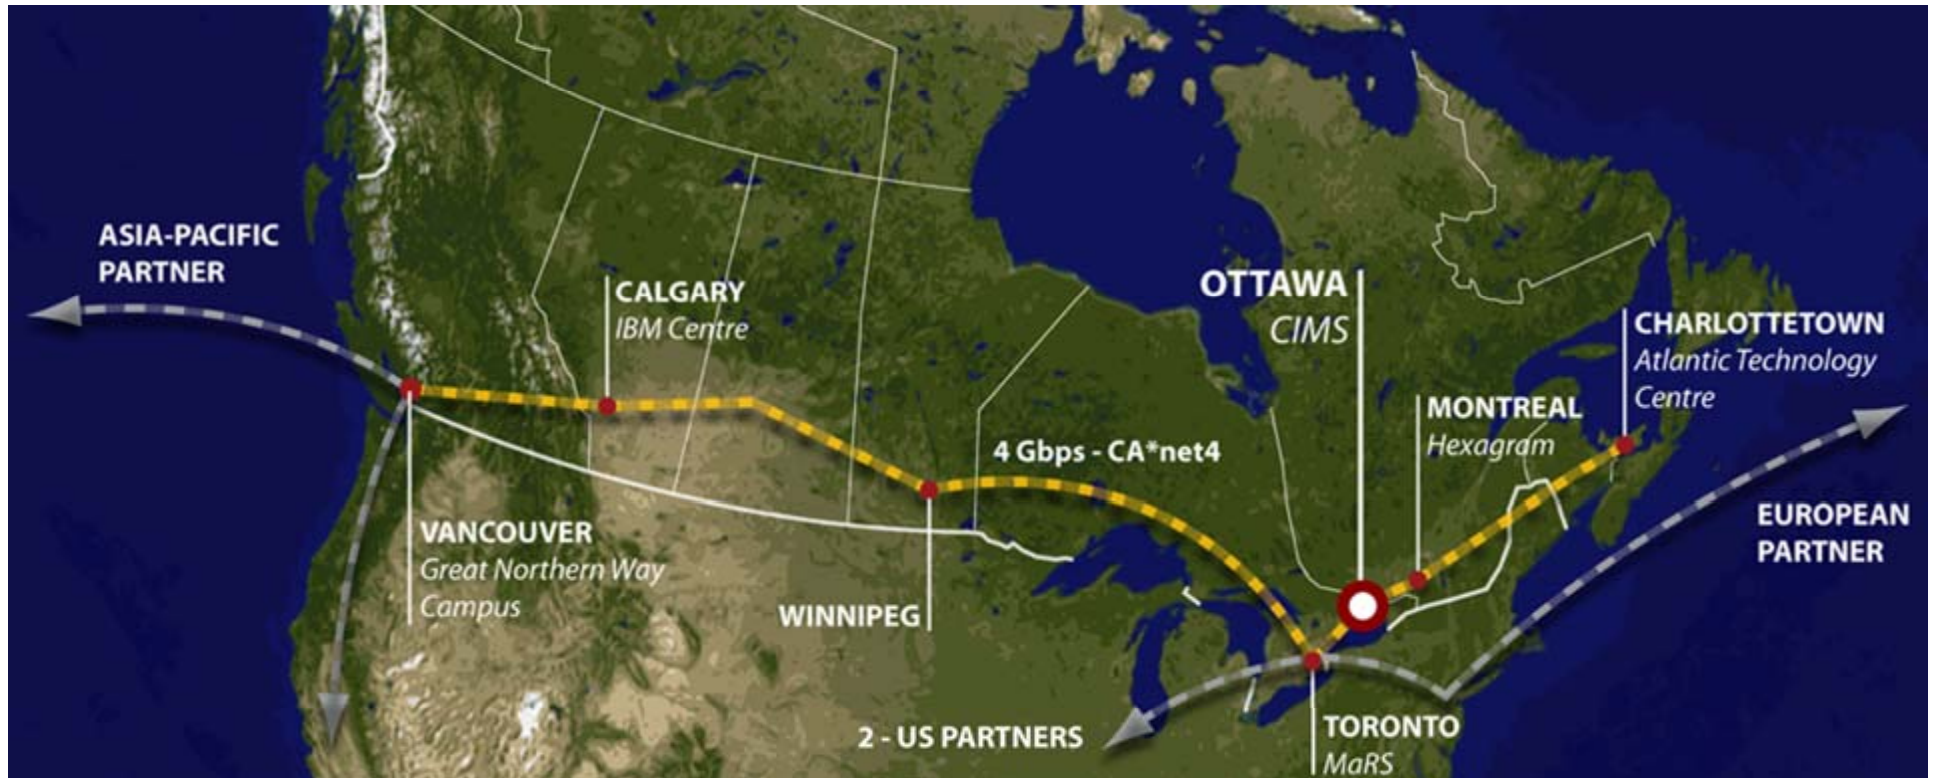 ASIA-PACIFIC
PARTNER
CALGARY
IBM Centre
OTTAWA
CIMS
CHARLOTTETOWN
Atlantic Technology
Centre
MONTREAL
Hexagram
4 Gbps - CA*net4
VANCOUVER
Great Northern Way
Campus
WINNIPEG
EUROPEAN
PARTNER
2 - US PARTNERS
TORONTO
MaRS